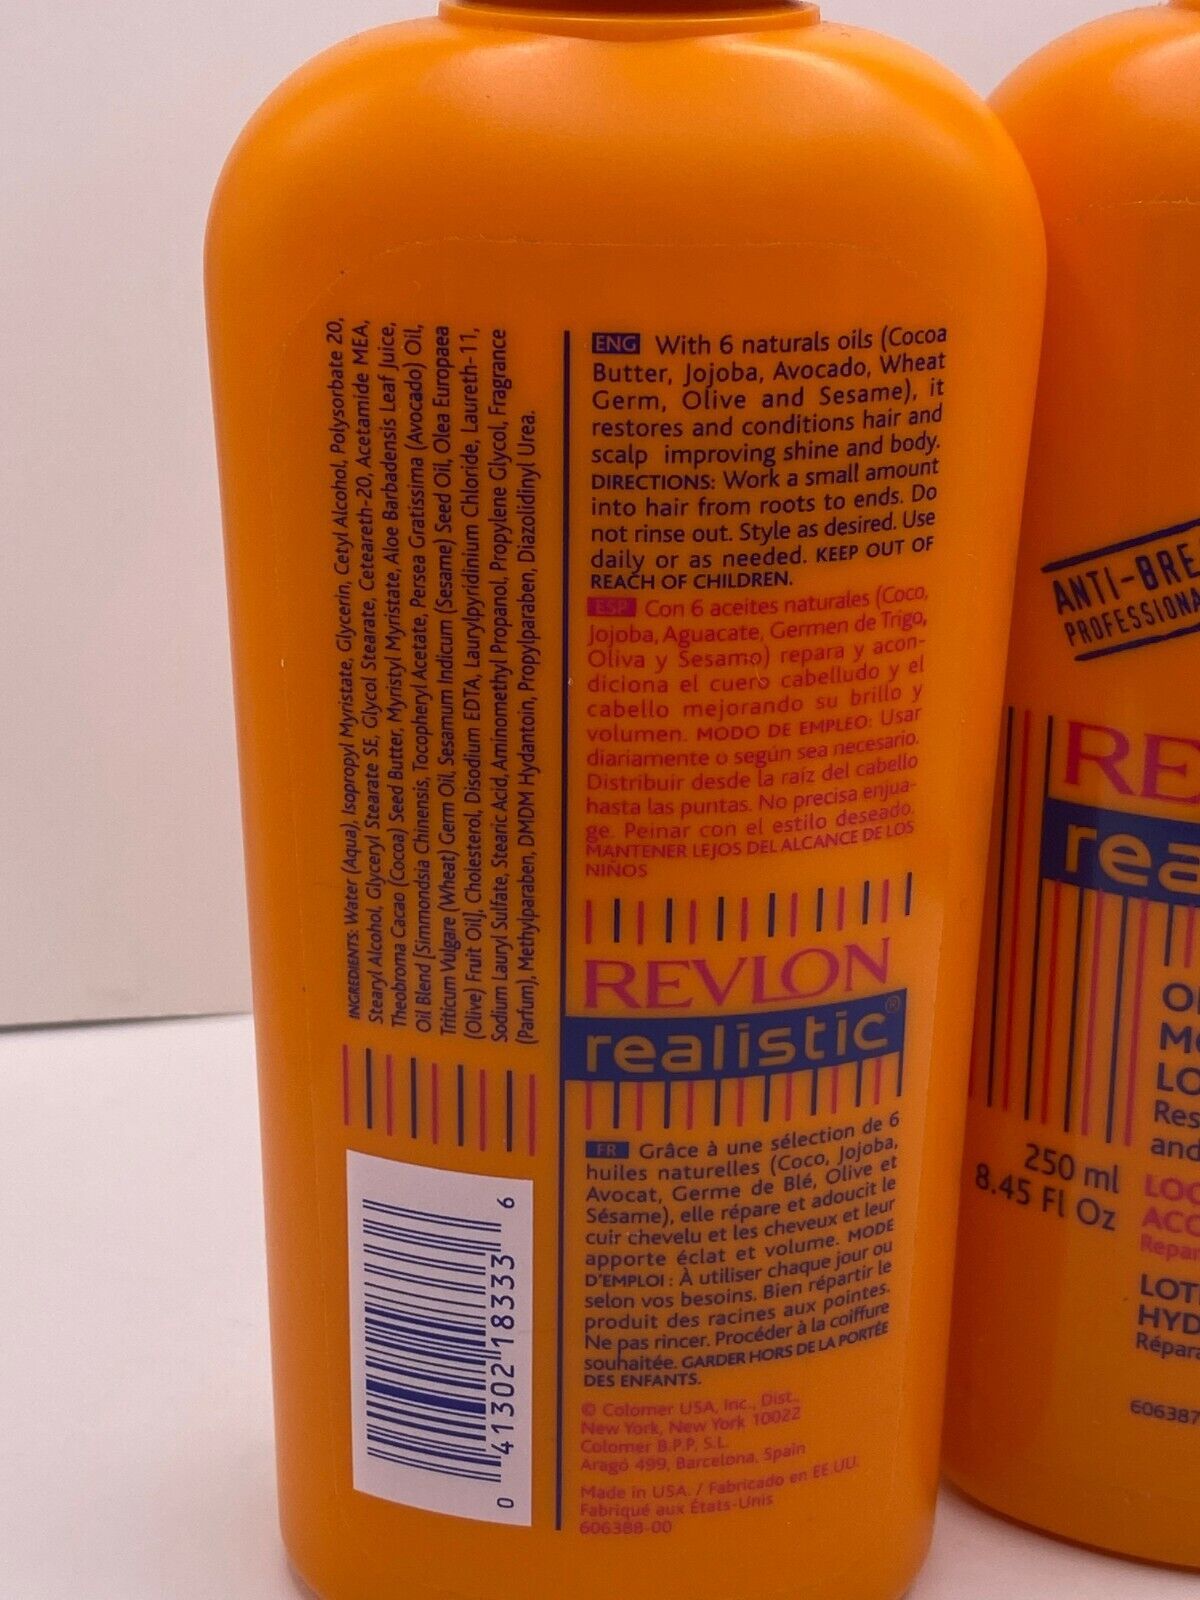 INGREDIENTS: Water (Aqua), Isopropyl Myristate, Glycerin, Cetyl Alcohol, Polysorbate 20,
Stearyl Alcohol, Glyceryl Stearate SE, Glycol Stearate, Ceteareth-20, Acetamide MEA,
Theobroma Cacao (Cocoa) Seed Butter, Myristyl Myristate, Aloe Barbadensis Leaf Juice,
Oil Blend [Simmondsia Chinensis, Tocopheryl Acetate, Persea Gratissima (Avocado) Oil,
Triticum Vulgare (Wheat) Germ Oil, Sesamum Indicum (Sesame) Seed Oil, Olea Europaea
(Olive) Fruit Oil], Cholesterol, Disodium EDTA, Laurylpyridinium Chloride, Laureth-11,
Sodium Lauryl Sulfate, Stearic Acid, Aminomethyl Propanol, Propylene Glycol, Fragrance
(Parfum), Methylparaben, DMDM Hydantoin, Propylparaben, Diazolidinyl Urea.
0 41302 18333 6
ENG With 6 naturals oils (Cocoa
Butter, Jojoba, Avocado, Wheat
Germ, Olive and Sesame), it
restores and conditions hair and
scalp improving shine and body.
DIRECTIONS: Work a small amount
into hair from roots to ends. Do
not rinse out. Style as desired. Use
daily or as needed. KEEP OUT OF
REACH OF CHILDREN.
ESP Con 6 aceites naturales (Coco,
Jojoba, Aguacate, Germen de Trigo,
Oliva y Sesamo) repara y acon-
diciona el cuero cabelludo y el
cabello mejorando su brillo y
volumen. MODO DE EMPLEO: Usar
diariamente o según sea necesario.
Distribuir desde la raíz del cabello
hasta las puntas. No precisa enjua-
ge. Peinar con el estilo deseado.
MANTENER LEJOS DEL ALCANCE DE LOS
NIÑOS
REVLON
realistic®
FR Grâce à une sélection de 6
huiles naturelles (Coco, Jojoba,
Avocat, Germe de Blé, Olive et
Sésame), elle répare et adoucit le
cuir chevelu et les cheveux et leur
apporte éclat et volume. MODE
D'EMPLOI : À utiliser chaque jour ou
selon vos besoins. Bien répartir le
produit des racines aux pointes.
Ne pas rincer. Procéder à la coiffure
souhaitée. GARDER HORS DE LA PORTÉE
DES ENFANTS.
© Colomer USA, Inc., Dist.,
New York, New York 10022
Colomer B.P.P, S.L.
Aragó 499, Barcelona, Spain
Made in USA. / Fabricado en EE.UU.
Fabriqué aux États-Unis
606388-00
ANTI-BRE
PROFESSIONA
RE
rea
250 ml
8.45 Fl Oz
LO
Res
and
LOC
Repar
LOT
HYD
Répara
606387